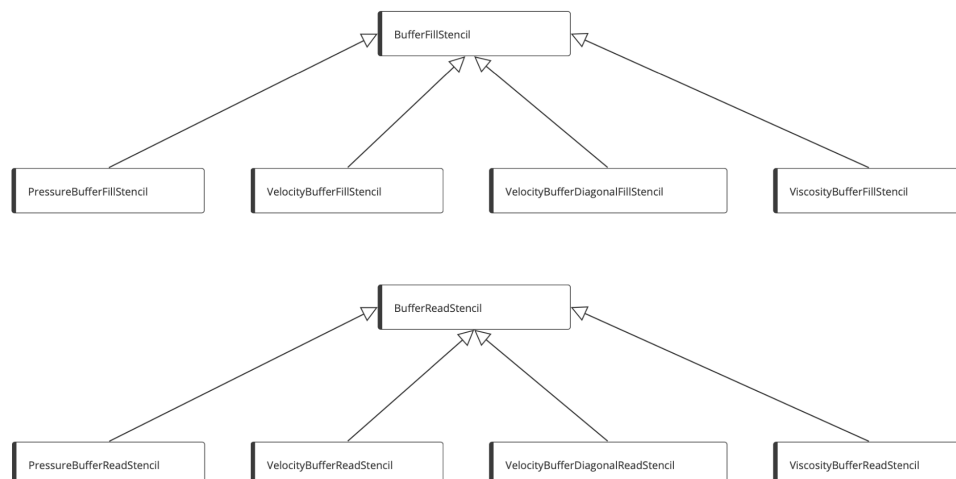 BufferFillStencil
PressureBufferFillStencil
VelocityBufferFillStencil
VelocityBufferDiagonalFillStencil
ViscosityBufferFillStencil
BufferReadStencil
PressureBufferReadStencil
VelocityBufferReadStencil
VelocityBufferDiagonalReadStencil
ViscosityBufferReadStencil